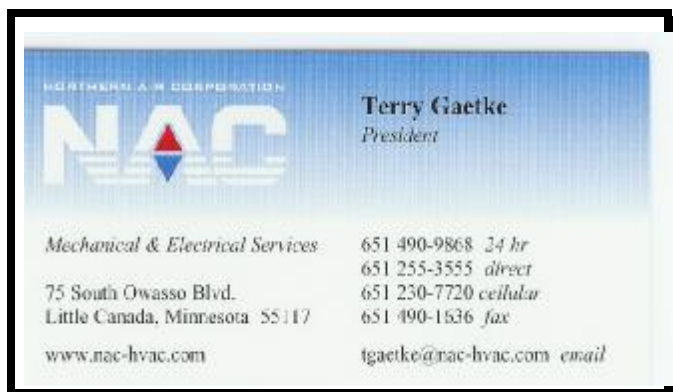 NORTHERN AIR CORPORATION
NAC
Terry Gaetke
President
Mechanical & Electrical Services
75 South Owasso Blvd.
Little Canada, Minnesota 55117
www.nac-hvac.com
651 490-9868 24 hr
651 255-3555 direct
651 230-7720 cellular
651 490-1636 fax
tgaetke@nac-hvac.com email